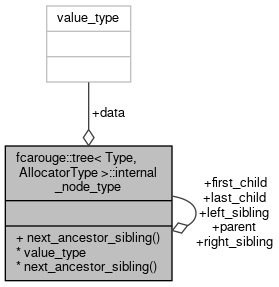 value_type
+data
fcarouge::tree< Type,
AllocatorType >::internal
_node_type
+first_child
+last_child
+left_sibling
+parent
+right_sibling
+ next_ancestor_sibling()
* value_type
* next_ancestor_sibling()